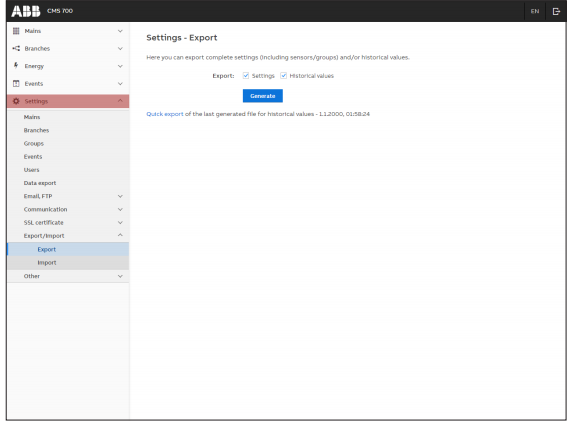 ABB CMS 700 EN
Mains
Branches
Energy
Events
Settings
Mains
Branches
Groups
Events
Users
Data export
Email, FTP
Communication
SSL certificate
Export/Import
Export
Import
Other
Settings - Export
Here you can export complete settings (including sensors/groups) and/or historical values.
Export: Settings Historical values
Generate
Quick export of the last generated file for historical values - 1.1.2000, 01:58:24